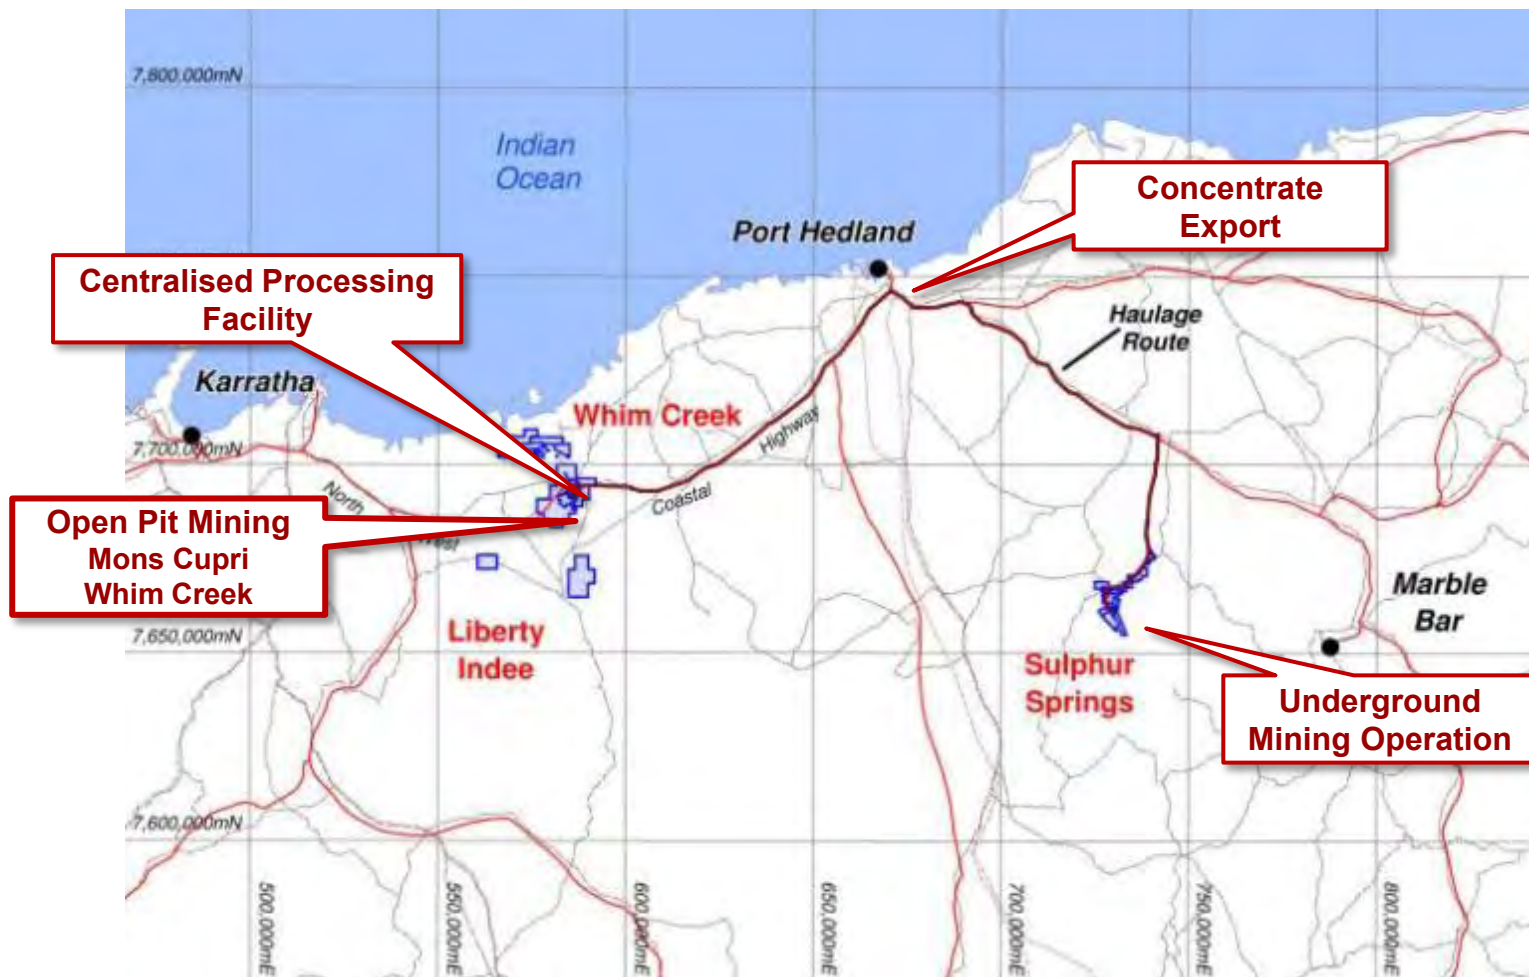 7,800,000mN
Indian
Ocean
Concentrate
Export
Port Hedland
Centralised Processing
Facility
Haulage
Route
Karratha
Whim Creek
Highway
7,700,000mN
Coastal
North
West
Open Pit Mining
Mons Cupri
Whim Creek
Marble
Bar
7,650,000mN
Liberty
Indee
Sulphur
Springs
Underground
Mining Operation
7,600,000mN
500,000mE
550,000mE
600,000mE
650,000mE
700,000mE
750,000mE
800,000mE